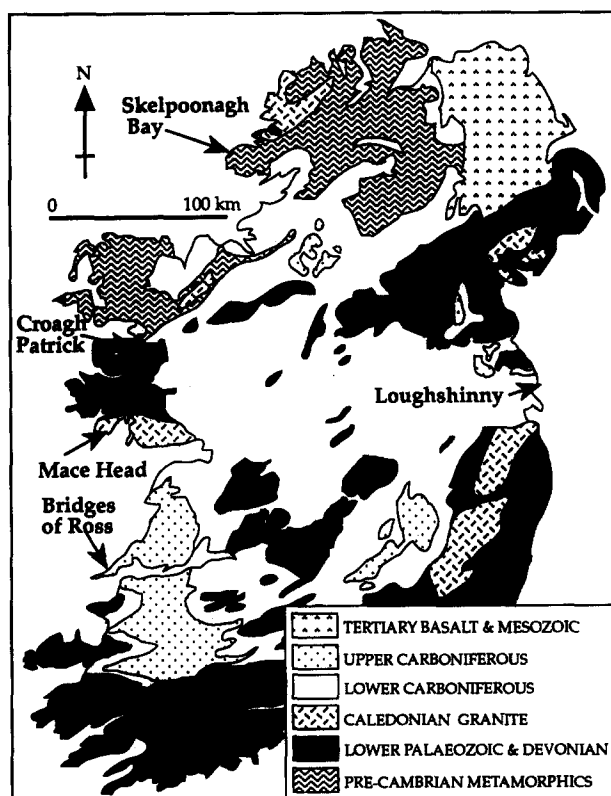 N
Skelpoonagh
Bay
0 100 km
Croagh
Patrick
Loughshinny
Mace Head
Bridges
of Ross
TERTIARY BASALT & MESOZOIC
UPPER CARBONIFEROUS
LOWER CARBONIFEROUS
CALEDONIAN GRANITE
LOWER PALAEOZOIC & DEVONIAN
PRE-CAMBRIAN METAMORPHICS